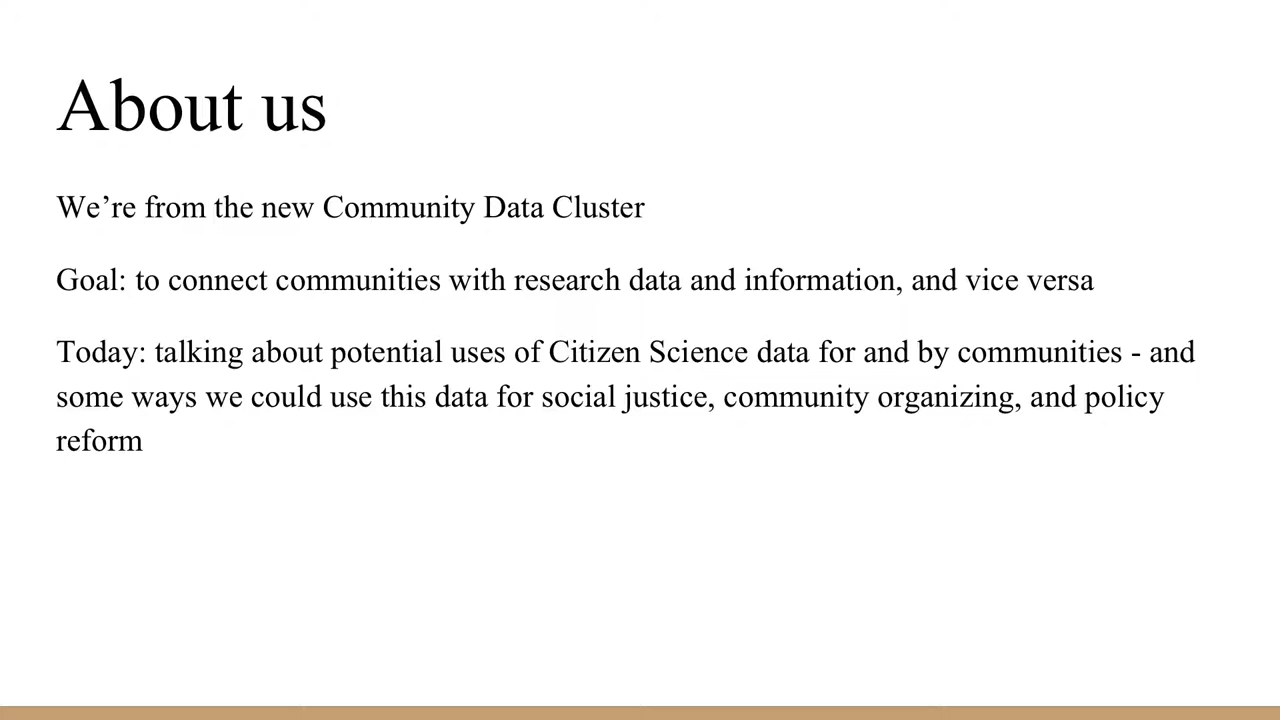 About us
We’re from the new Community Data Cluster
Goal: to connect communities with research data and information, and vice versa
Today: talking about potential uses of Citizen Science data for and by communities - and
some ways we could use this data for social justice, community organizing, and policy
reform